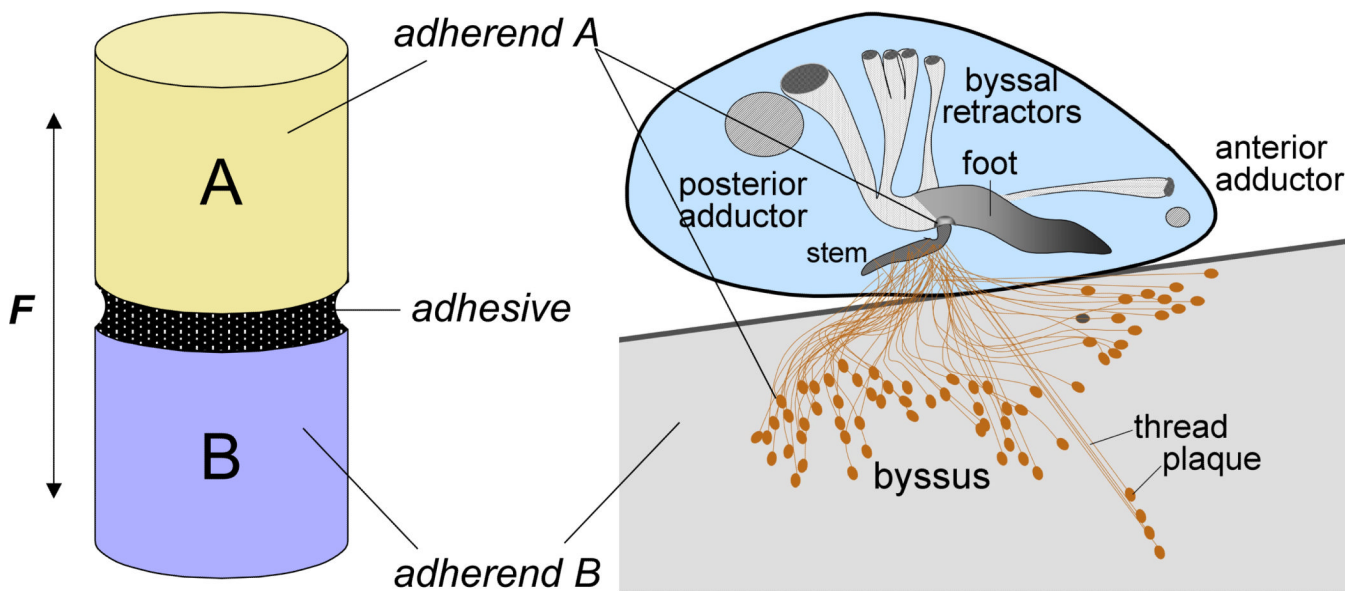 adherend A
A
F
adhesive
B
adherend B
byssal
retractors
foot
anterior
adductor
posterior
adductor
stem
thread
plaque
byssus